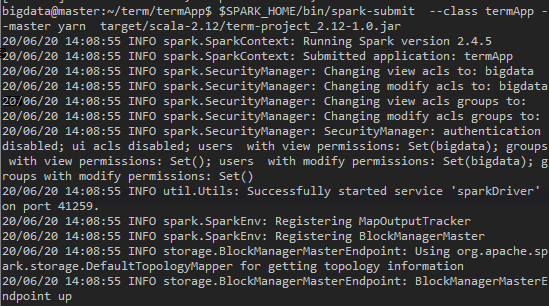 bigdata@master:~/term/termApp$ $SPARK_HOME/bin/spark-submit  --class termApp -
-master yarn  target/scala-2.12/term-project_2.12-1.0.jar
20/06/20 14:08:55 INFO spark.SparkContext: Running Spark version 2.4.5
20/06/20 14:08:55 INFO spark.SparkContext: Submitted application: termApp
20/06/20 14:08:55 INFO spark.SecurityManager: Changing view acls to: bigdata
20/06/20 14:08:55 INFO spark.SecurityManager: Changing modify acls to: bigdata
20/06/20 14:08:55 INFO spark.SecurityManager: Changing view acls groups to:
20/06/20 14:08:55 INFO spark.SecurityManager: Changing modify acls groups to:
20/06/20 14:08:55 INFO spark.SecurityManager: SecurityManager: authentication
disabled; ui acls disabled; users  with view permissions: Set(bigdata); groups
 with view permissions: Set(); users  with modify permissions: Set(bigdata); g
roups with modify permissions: Set()
20/06/20 14:08:55 INFO util.Utils: Successfully started service 'sparkDriver'
on port 41259.
20/06/20 14:08:55 INFO spark.SparkEnv: Registering MapOutputTracker
20/06/20 14:08:55 INFO spark.SparkEnv: Registering BlockManagerMaster
20/06/20 14:08:55 INFO storage.BlockManagerMasterEndpoint: Using org.apache.sp
ark.storage.DefaultTopologyMapper for getting topology information
20/06/20 14:08:55 INFO storage.BlockManagerMasterEndpoint: BlockManagerMasterE
ndpoint up